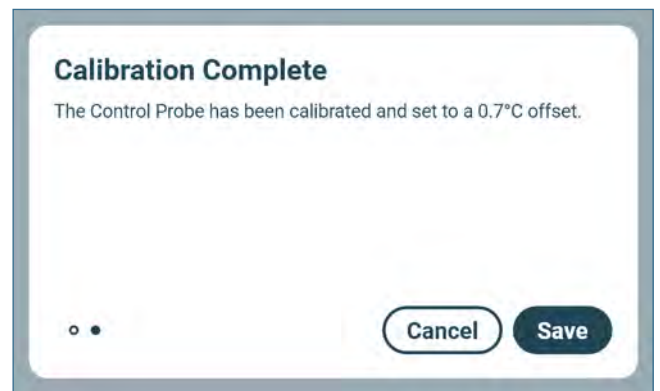 Calibration Complete
The Control Probe has been calibrated and set to a 0.7°C offset.
Cancel
Save